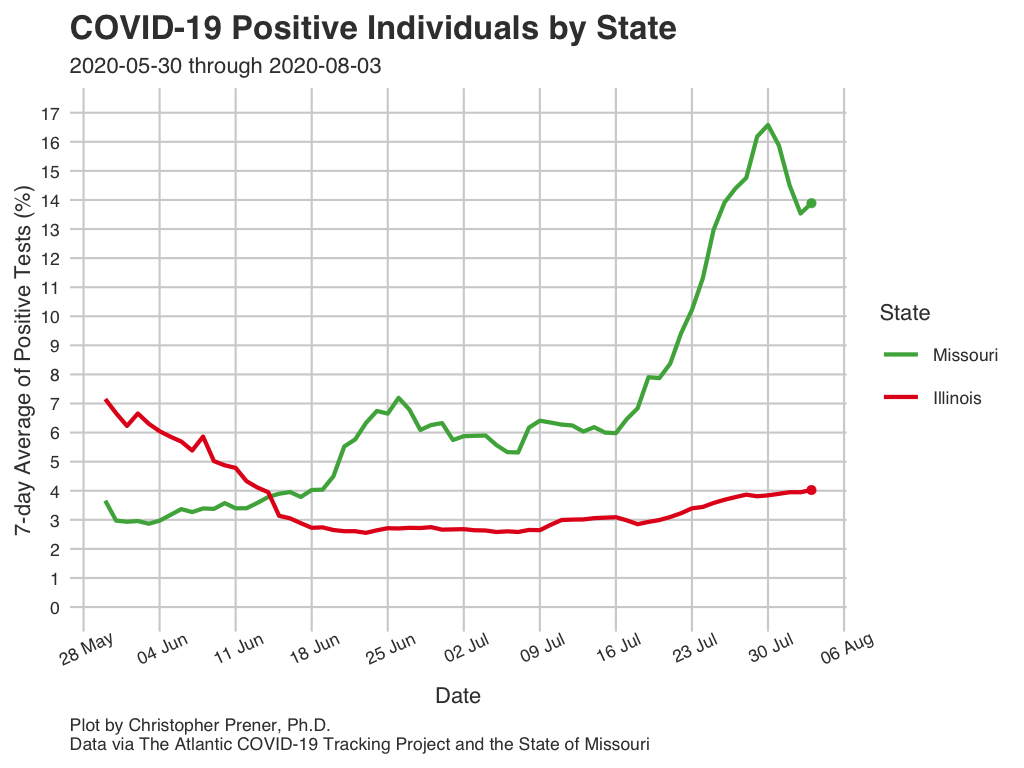 COVID-19 Positive Individuals by State
2020-05-30 through 2020-08-03
7-day Average of Positive Tests (%)
17
16
15
14
13
12
11
10
9
8
7
6
5
4
3
2
1
0
28 May
04 Jun
11 Jun
18 Jun
25 Jun
02 Jul
09 Jul
16 Jul
23 Jul
30 Jul
06 Aug
Date
State
Missouri
Illinois
Plot by Christopher Prener, Ph.D.
Data via The Atlantic COVID-19 Tracking Project and the State of Missouri